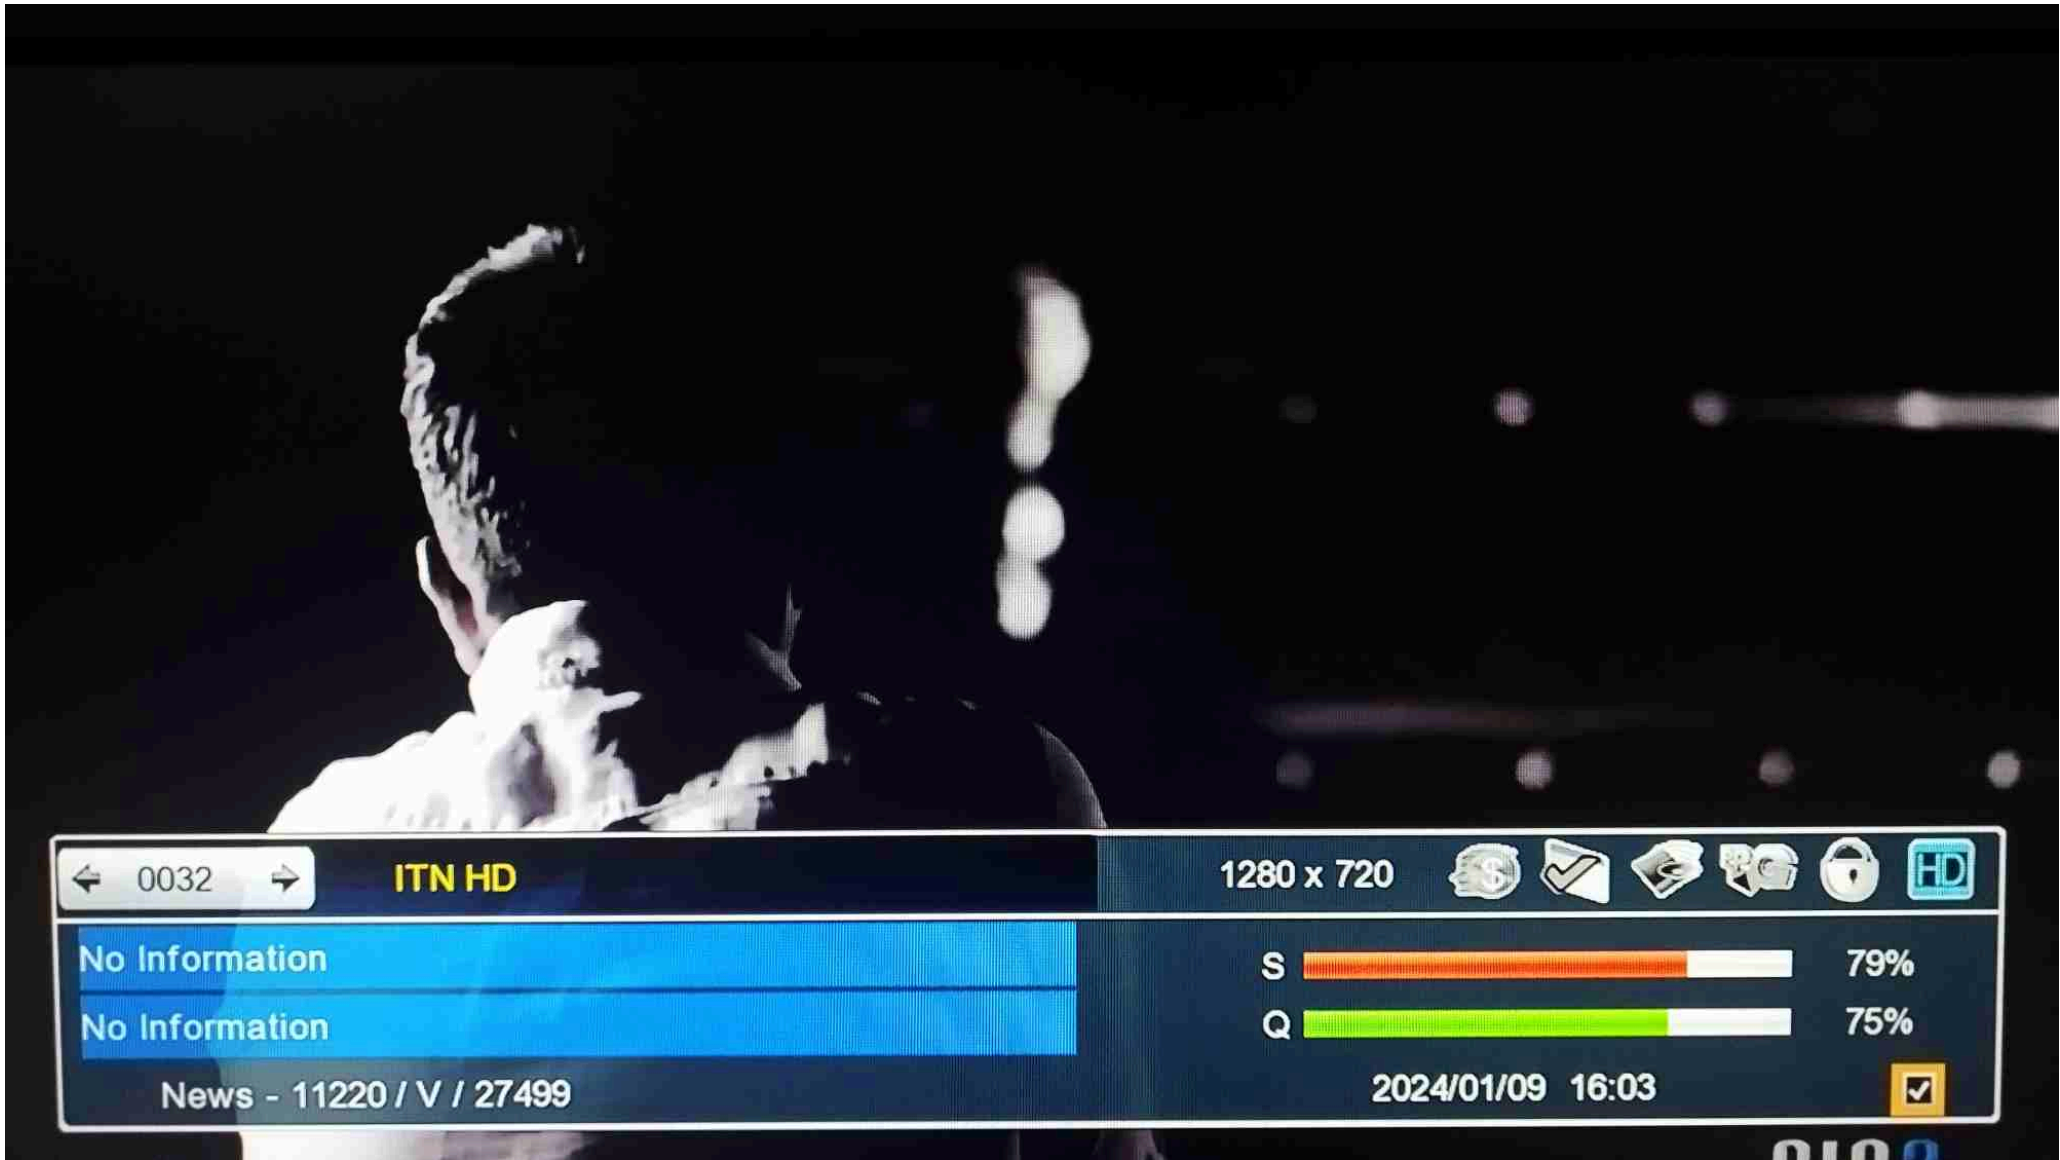 0032 ITN HD 1280 x 720 HD
No Information
S 79%
No Information
Q 75%
News - 11220 / V / 27499 2024/01/09 16:03